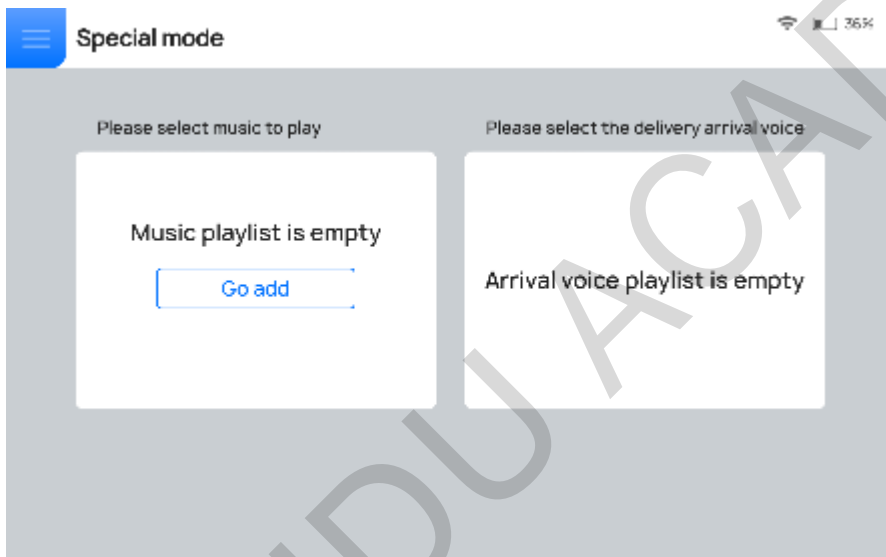 Special mode
36%
Please select music to play
Please select the delivery arrival voice
Music playlist is empty
Go add
Arrival voice playlist is empty